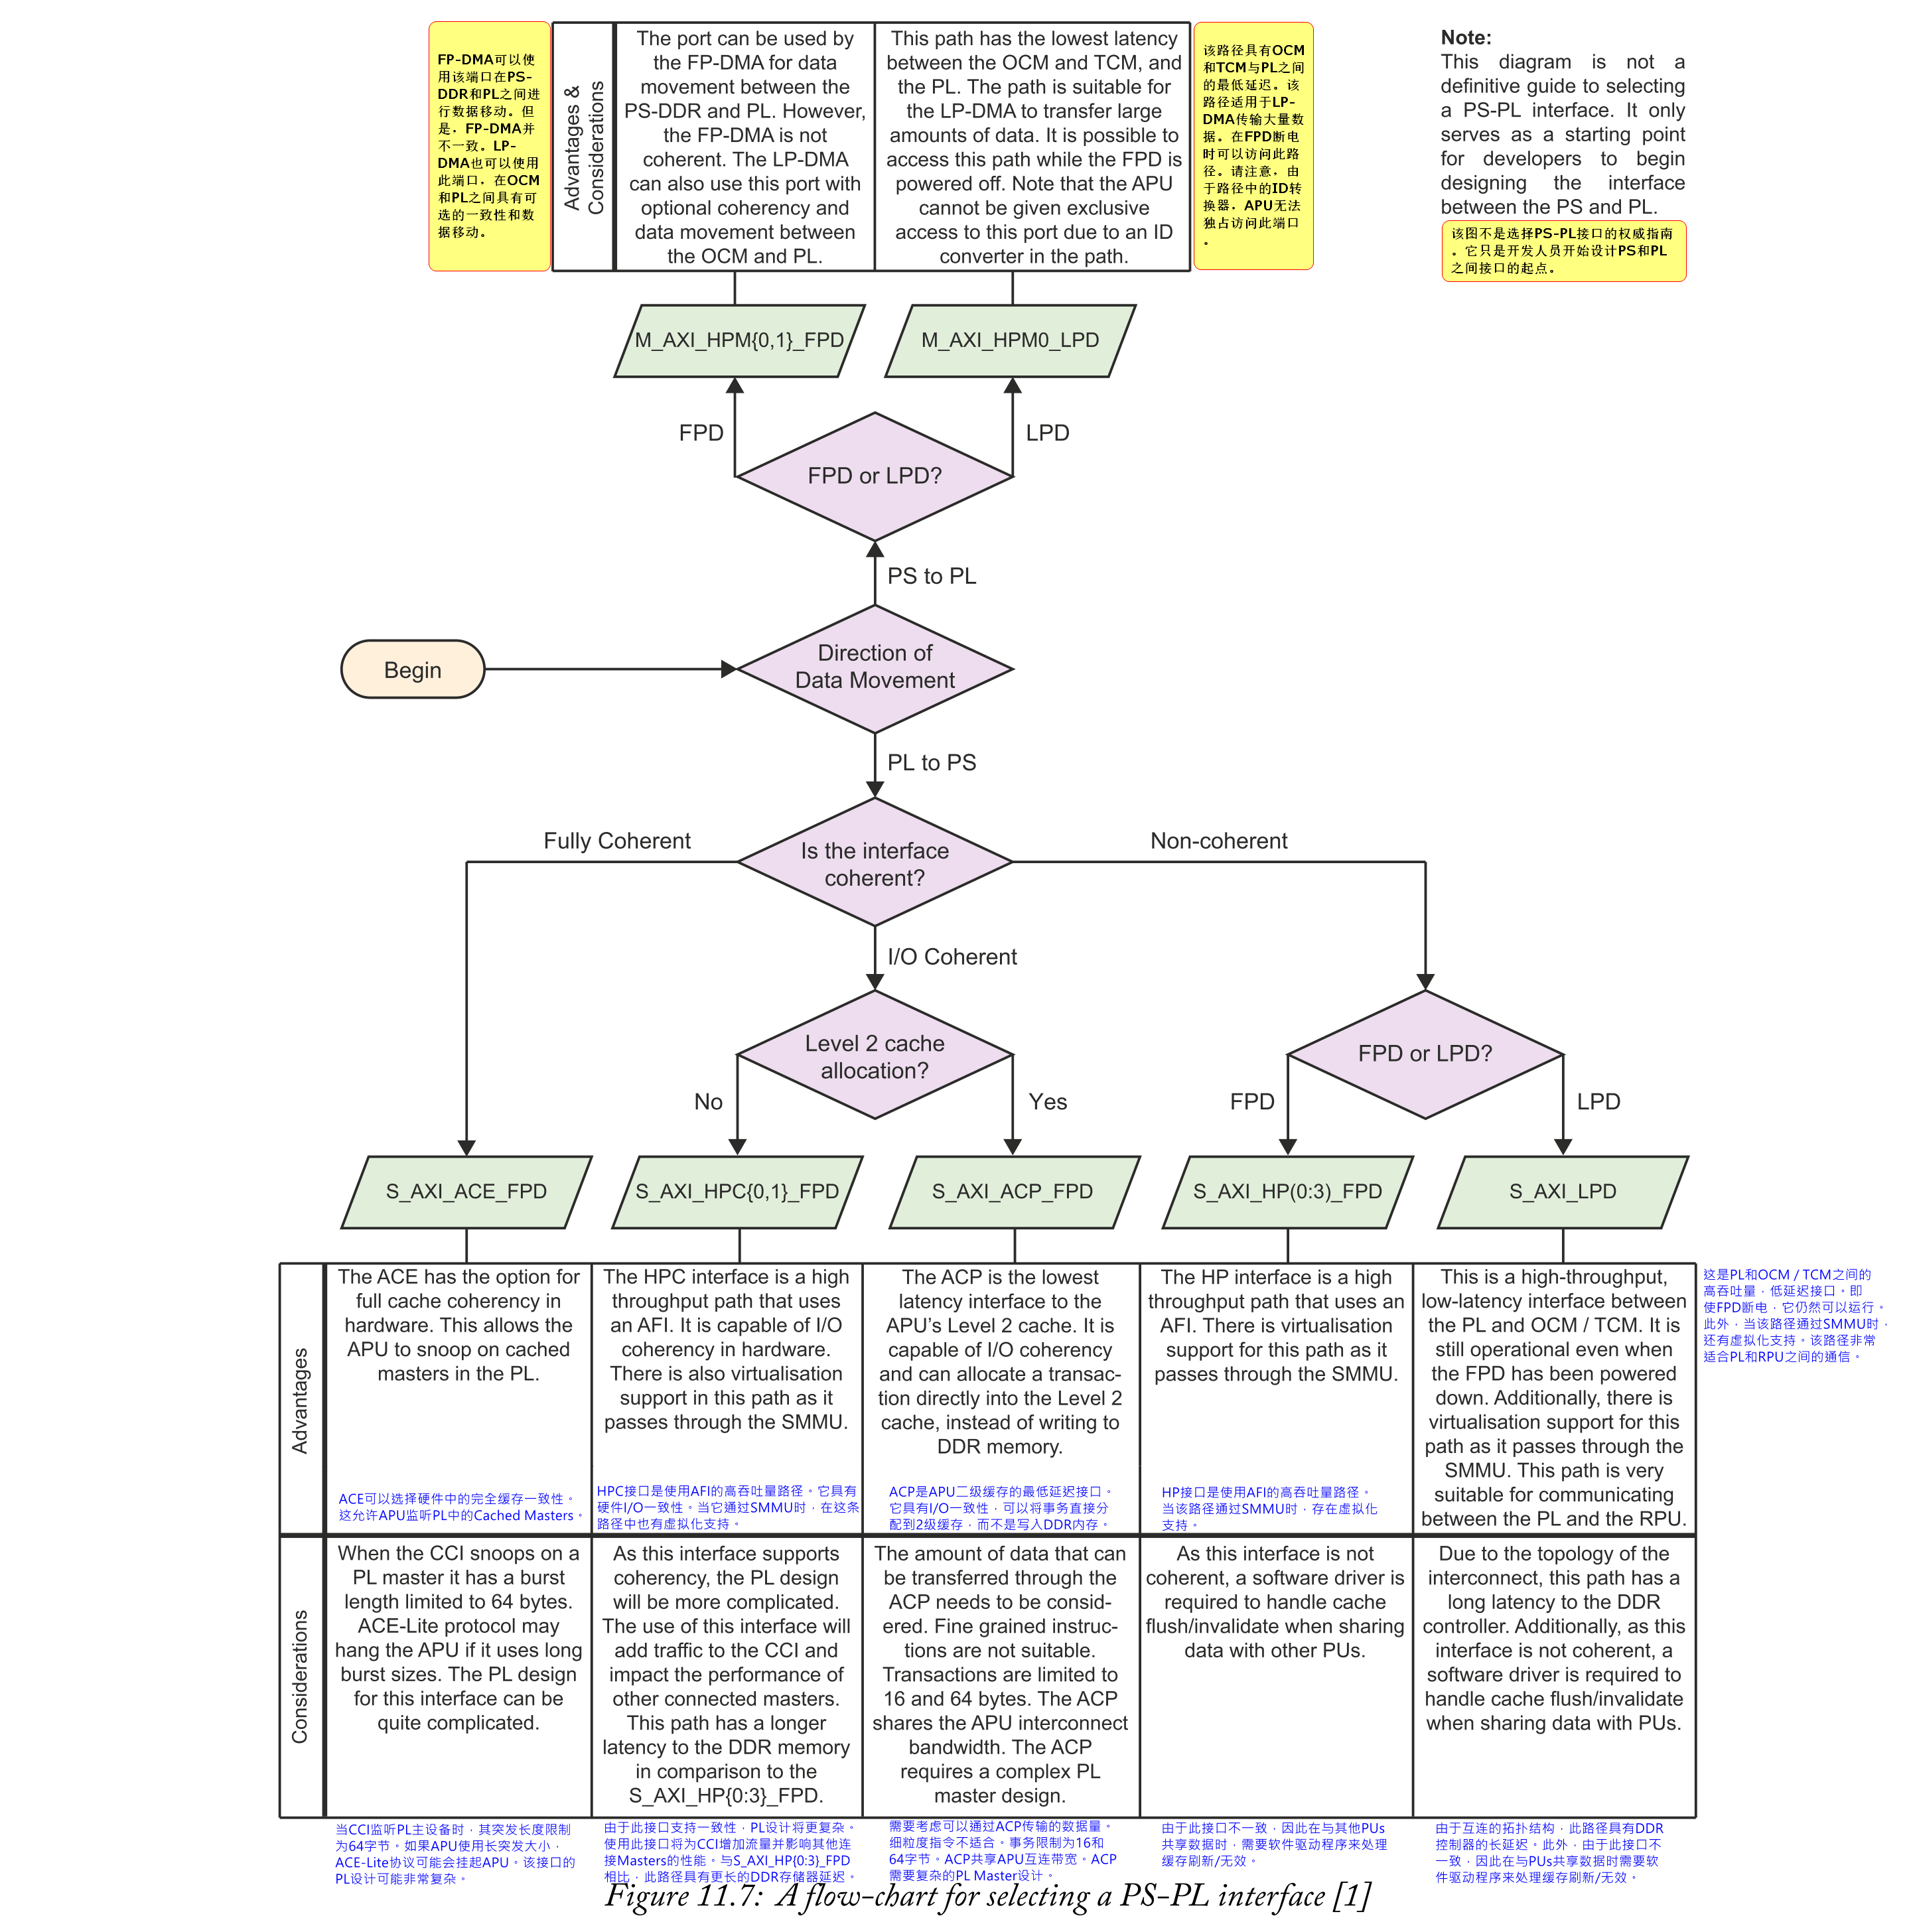 FP-DMA可以使
用该端口在PS-
DDR和PL之间进
行数据移动。但
是，FP-DMA并
不一致。LP-
DMA也可以使用
此端口，在OCM
和PL之间具有可
选的一致性和数
据移动。
Advantages &
Considerations
The port can be used by
the FP-DMA for data
movement between the
PS-DDR and PL. However,
the FP-DMA is not
coherent. The LP-DMA
can also use this port with
optional coherency and
data movement between
the OCM and PL.
This path has the lowest latency
between the OCM and TCM, and
the PL. The path is suitable for
the LP-DMA to transfer large
amounts of data. It is possible to
access this path while the FPD is
powered off. Note that the APU
cannot be given exclusive
access to this port due to an ID
converter in the path.
该路径具有OCM
和TCM与PL之间
的最低延迟。该
路径适用于LP-
DMA传输大量数
据。在FPD断电
时可以访问此路
径。请注意，由
于路径中的ID转
换器，APU无法
独占访问此端口
。
Note:
This diagram is not a
definitive guide to selecting
a PS-PL interface. It only
serves as a starting point
for developers to begin
designing the interface
between the PS and PL.
该图不是选择PS-PL接口的权威指南
。它只是开发人员开始设计PS和PL
之间接口的起点。
M_AXI_HPM{0,1}_FPD
M_AXI_HPM0_LPD
FPD
LPD
FPD or LPD?
PS to PL
Begin
Direction of
Data Movement
PL to PS
Fully Coherent
Is the interface
coherent?
Non-coherent
I/O Coherent
Level 2 cache
allocation?
FPD or LPD?
No
Yes
FPD
LPD
S_AXI_ACE_FPD
S_AXI_HPC{0,1}_FPD
S_AXI_ACP_FPD
S_AXI_HP(0:3)_FPD
S_AXI_LPD
Advantages
The ACE has the option for
full cache coherency in
hardware. This allows the
APU to snoop on cached
masters in the PL.
ACE可以选择硬件中的完全缓存一致性。
这允许APU监听PL中的Cached Masters。
The HPC interface is a high
throughput path that uses
an AFI. It is capable of I/O
coherency in hardware.
There is also virtualisation
support in this path as it
passes through the SMMU.
HPC接口是使用AFI的高吞吐量路径。它具有
硬件I/O一致性。当它通过SMMU时，在这条
路径中也有虚拟化支持。
The ACP is the lowest
latency interface to the
APU’s Level 2 cache. It is
capable of I/O coherency
and can allocate a transac-
tion directly into the Level 2
cache, instead of writing to
DDR memory.
ACP是APU二级缓存的最低延迟接口。
它具有I/O一致性，可以将事务直接分
配到2级缓存，而不是写入DDR内存。
The HP interface is a high
throughput path that uses an
AFI. There is virtualisation
support for this path as it
passes through the SMMU.
HP接口是使用AFI的高吞吐量路径。
当该路径通过SMMU时，存在虚拟化
支持。
This is a high-throughput,
low-latency interface between
the PL and OCM / TCM. It is
still operational even when
the FPD has been powered
down. Additionally, there is
virtualisation support for this
path as it passes through the
SMMU. This path is very
suitable for communicating
between the PL and the RPU.
这是PL和OCM / TCM之间的
高吞吐量，低延迟接口。即
使FPD断电，它仍然可以运行。
此外，当该路径通过SMMU时，
还有虚拟化支持。该路径非常
适合PL和RPU之间的通信。
Considerations
When the CCI snoops on a
PL master it has a burst
length limited to 64 bytes.
ACE-Lite protocol may
hang the APU if it uses long
burst sizes. The PL design
for this interface can be
quite complicated.
As this interface supports
coherency, the PL design
will be more complicated.
The use of this interface will
add traffic to the CCI and
impact the performance of
other connected masters.
This path has a longer
latency to the DDR memory
in comparison to the
S_AXI_HP{0:3}_FPD.
The amount of data that can
be transferred through the
ACP needs to be consid-
ered. Fine grained instruc-
tions are not suitable.
Transactions are limited to
16 and 64 bytes. The ACP
shares the APU interconnect
bandwidth. The ACP
requires a complex PL
master design.
As this interface is not
coherent, a software driver is
required to handle cache
flush/invalidate when sharing
data with other PUs.
Due to the topology of the
interconnect, this path has a
long latency to the DDR
controller. Additionally, as this
interface is not coherent, a
software driver is required to
handle cache flush/invalidate
when sharing data with PUs.
当CCI监听PL主设备时，其突发长度限制
为64字节。如果APU使用长突发大小，
ACE-Lite协议可能会挂起APU。该接口的
PL设计可能非常复杂。
由于此接口支持一致性，PL设计将更复杂。
使用此接口将为CCI增加流量并影响其他连
接Masters的性能。与S_AXI_HP{0:3}_FPD
相比，此路径具有更长的DDR存储器延迟。
需要考虑可以通过ACP传输的数据量。
细粒度指令不适合。事务限制为16和
64字节。ACP共享APU互连带宽。ACP
需要复杂的PL Master设计。
由于此接口不一致，因此在与其他PUs
共享数据时，需要软件驱动程序来处理
缓存刷新/无效。
由于互连的拓扑结构，此路径具有DDR
控制器的长延迟。此外，由于此接口不
一致，因此在与PUs共享数据时需要软
件驱动程序来处理缓存刷新/无效。
Figure 11.7: A flow-chart for selecting a PS-PL interface [1]